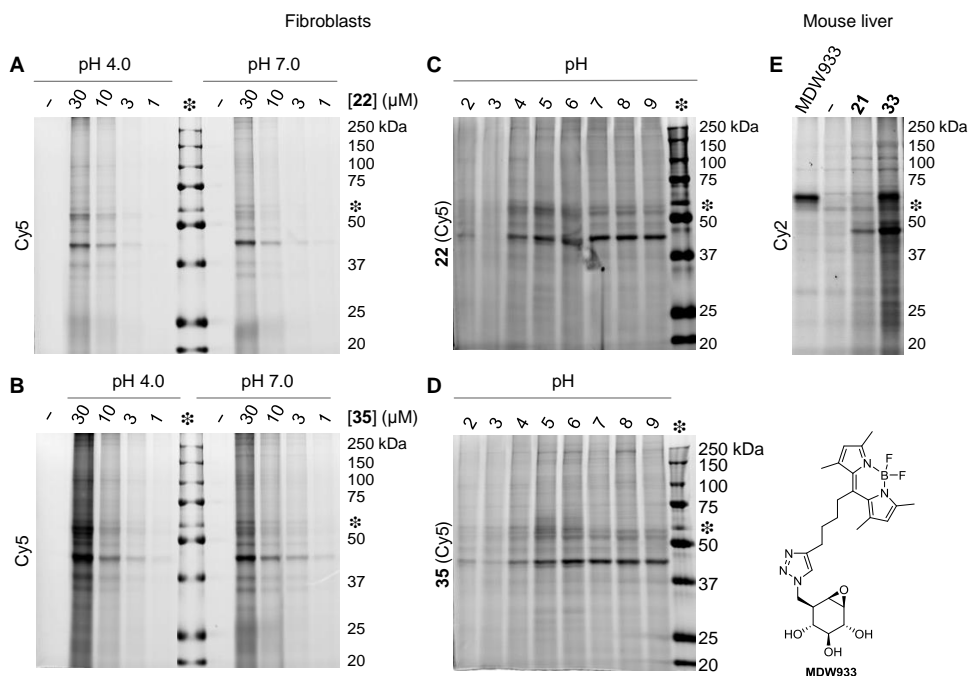 Fibroblasts
Mouse liver
A
pH 4.0
pH 7.0
– 30 10 3 1 * – 30 10 3 1 [22] (µM)
250 kDa
150
100
75
*
50
37
25
20
Cy5
B
pH 4.0
pH 7.0
– 30 10 3 1 * – 30 10 3 1 [35] (µM)
250 kDa
150
100
75
*
50
37
25
20
Cy5
C
pH
2 3 4 5 6 7 8 9 *
250 kDa
150
100
75
*
50
37
25
20
22 (Cy5)
D
pH
2 3 4 5 6 7 8 9 *
250 kDa
150
100
75
*
50
37
25
20
35 (Cy5)
E
MDW933 – 21 33
250 kDa
150
100
75
*
50
37
25
20
Cy2
F
N B F
N
N
N
N
O
HO OH
OH
MDW933